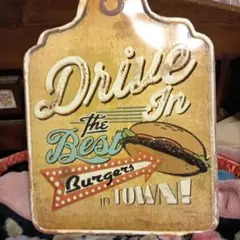 Drive
In
the
Best
Burgers
in TOWN!